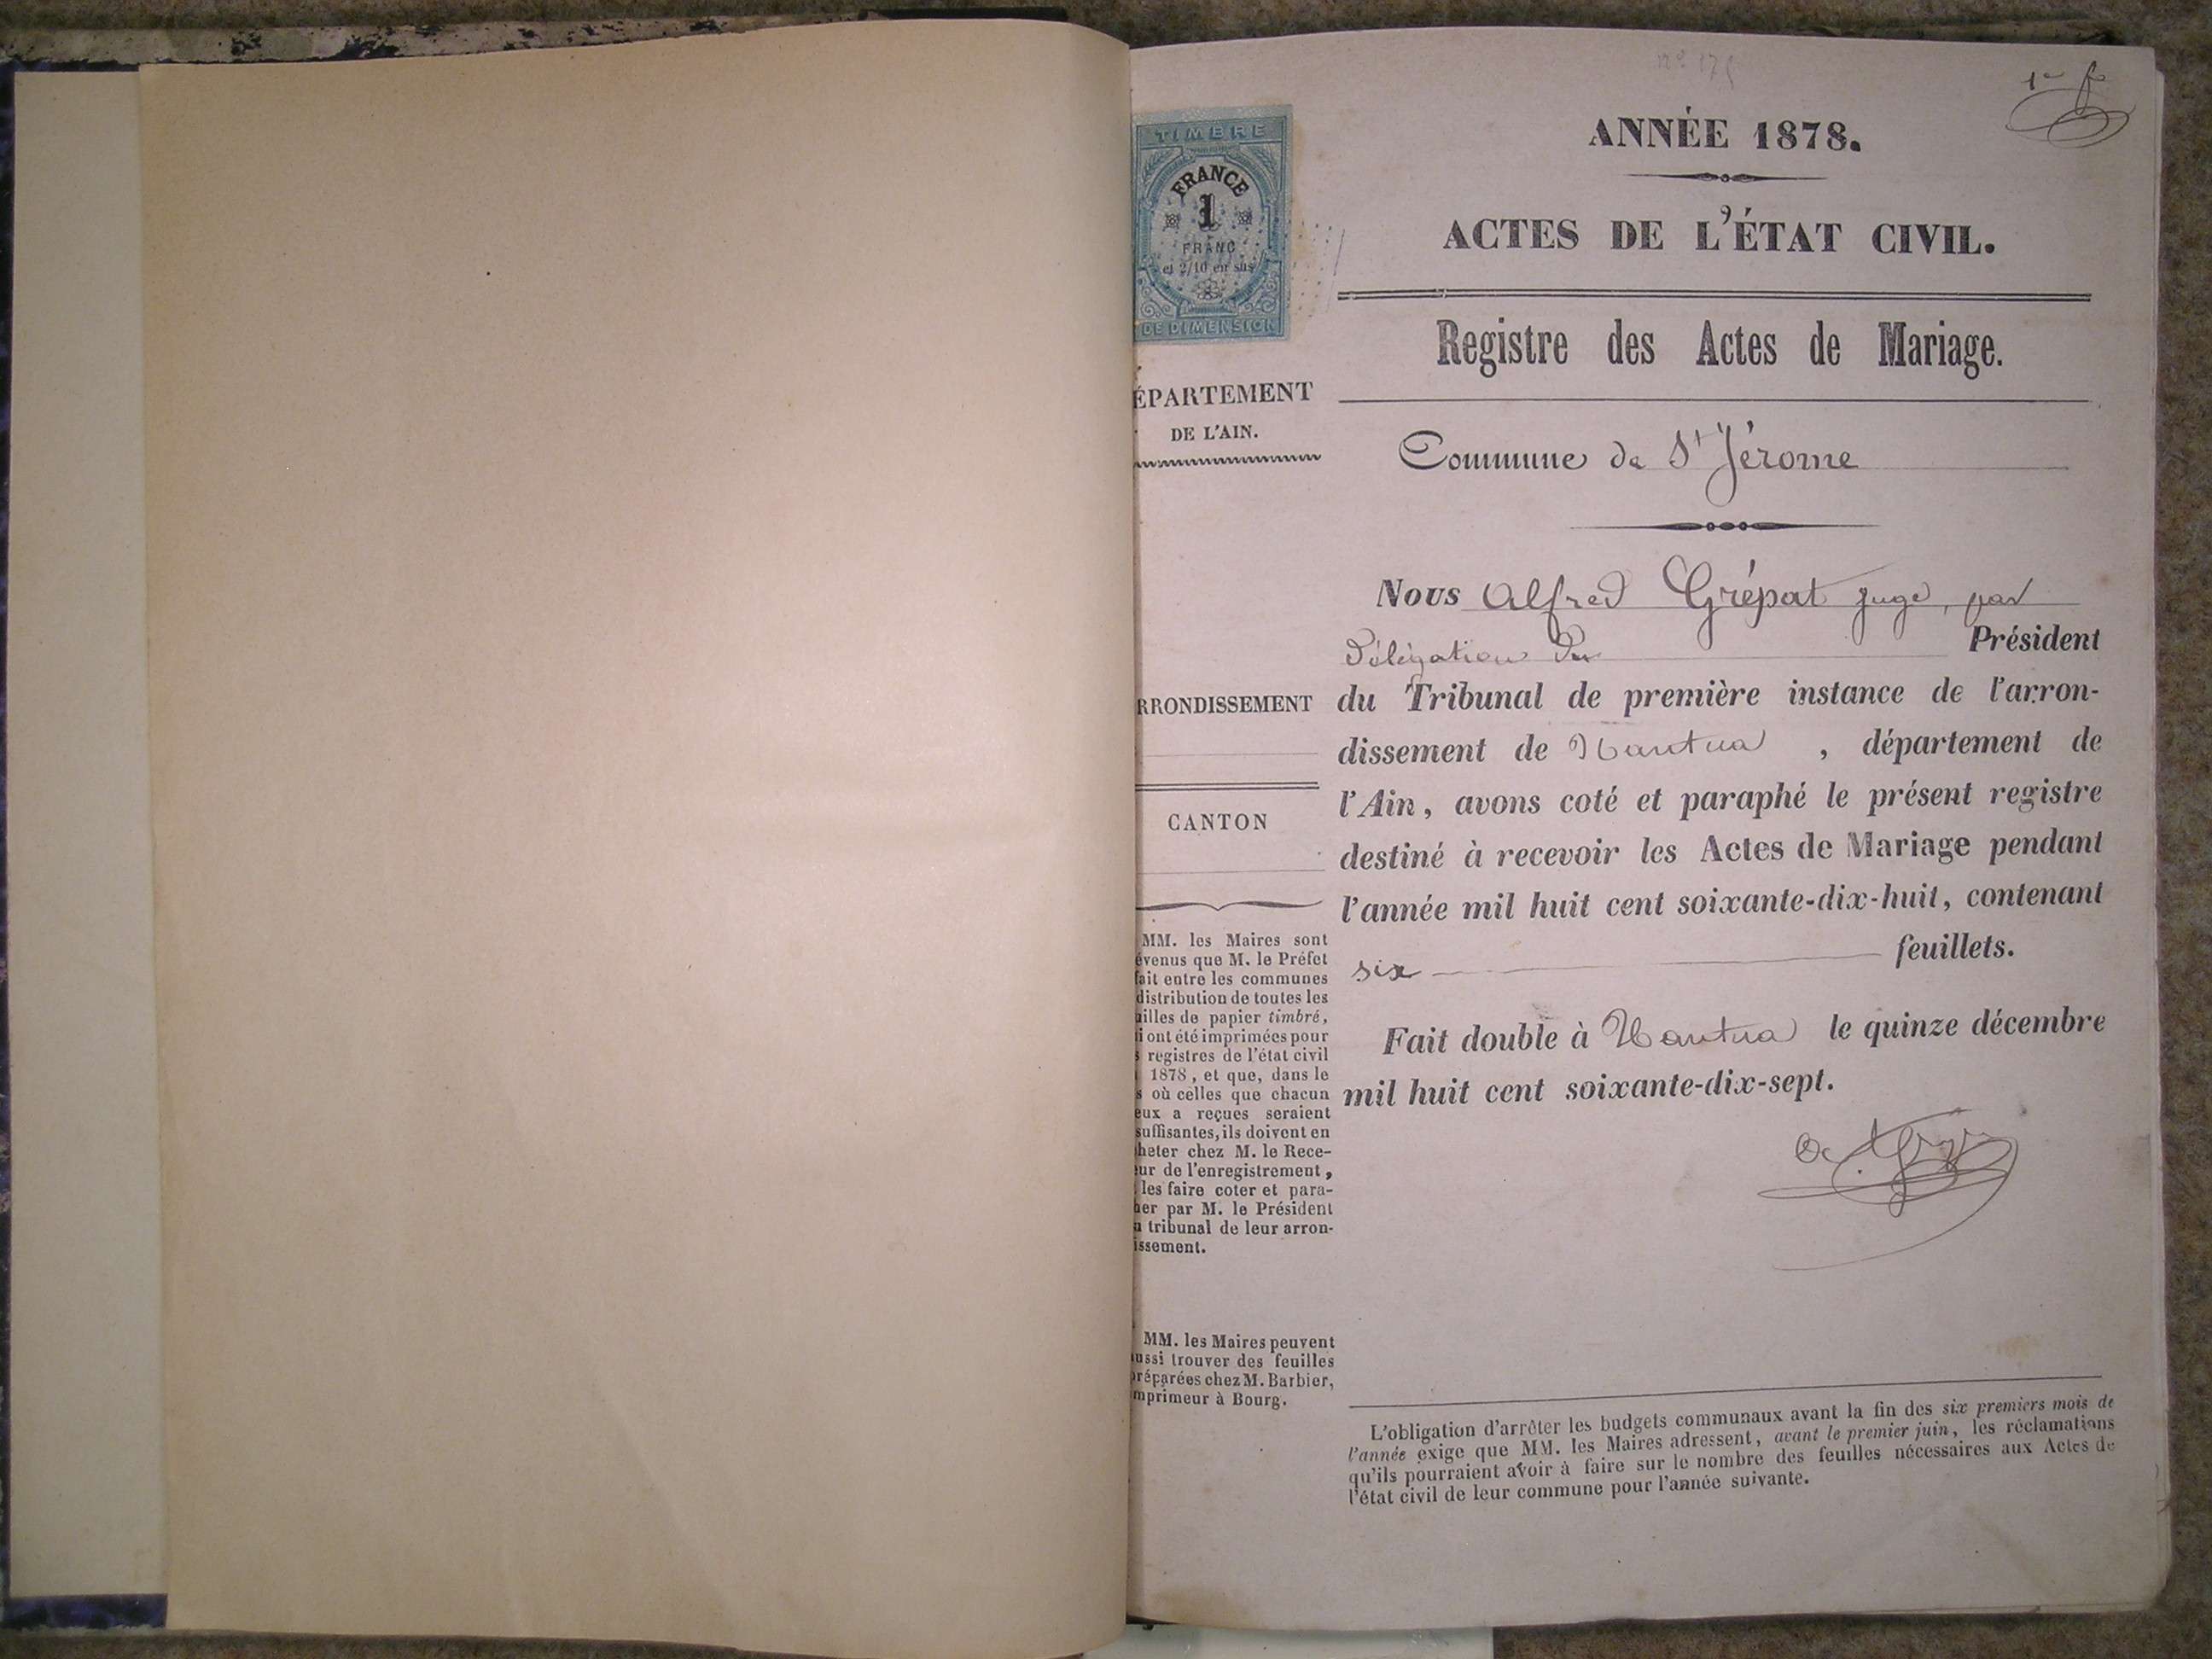 1er f
ANNÉE 1878.
ACTES DE L'ÉTAT CIVIL.
Registre des Actes de Mariage.
Commune de St Jérome
Nous Alfred Grépat juge, par
Délégation du Président
du Tribunal de première instance de l'arron-
dissement de Nantua, département de
l'Ain, avons coté et paraphé le présent registre
destiné à recevoir les Actes de Mariage pendant
l'année mil huit cent soixante-dix-huit, contenant
six feuillets.
Fait double à Nantua le quinze décembre
mil huit cent soixante-dix-sept.
L'obligation d'arrêter les budgets communaux avant la fin des six premiers mois de
l'année exige que MM. les Maires adressent, avant le premier juin, les réclamations
qu'ils pourraient avoir à faire sur le nombre des feuilles nécessaires aux Actes de
l'état civil de leur commune pour l'année suivante.
TIMBRE
FRANCE
1
FRANC
et 2/10 en sus
DE DIMENSION
ÉPARTEMENT
DE L'AIN.
RRONDISSEMENT
CANTON
MM. les Maires sont
évenus que M. le Préfet
fait entre les communes
distribution de toutes les
uilles de papier timbré,
i ont été imprimées pour
s registres de l'état civil
1878, et que, dans le
s où celles que chacun
eux a reçues seraient
suffisantes, ils doivent en
heter chez M. le Rece-
ur de l'enregistrement,
les faire coter et para-
her par M. le Président
u tribunal de leur arron-
issement.
MM. les Maires peuvent
ussi trouver des feuilles
préparées chez M. Barbier,
mprimeur à Bourg.